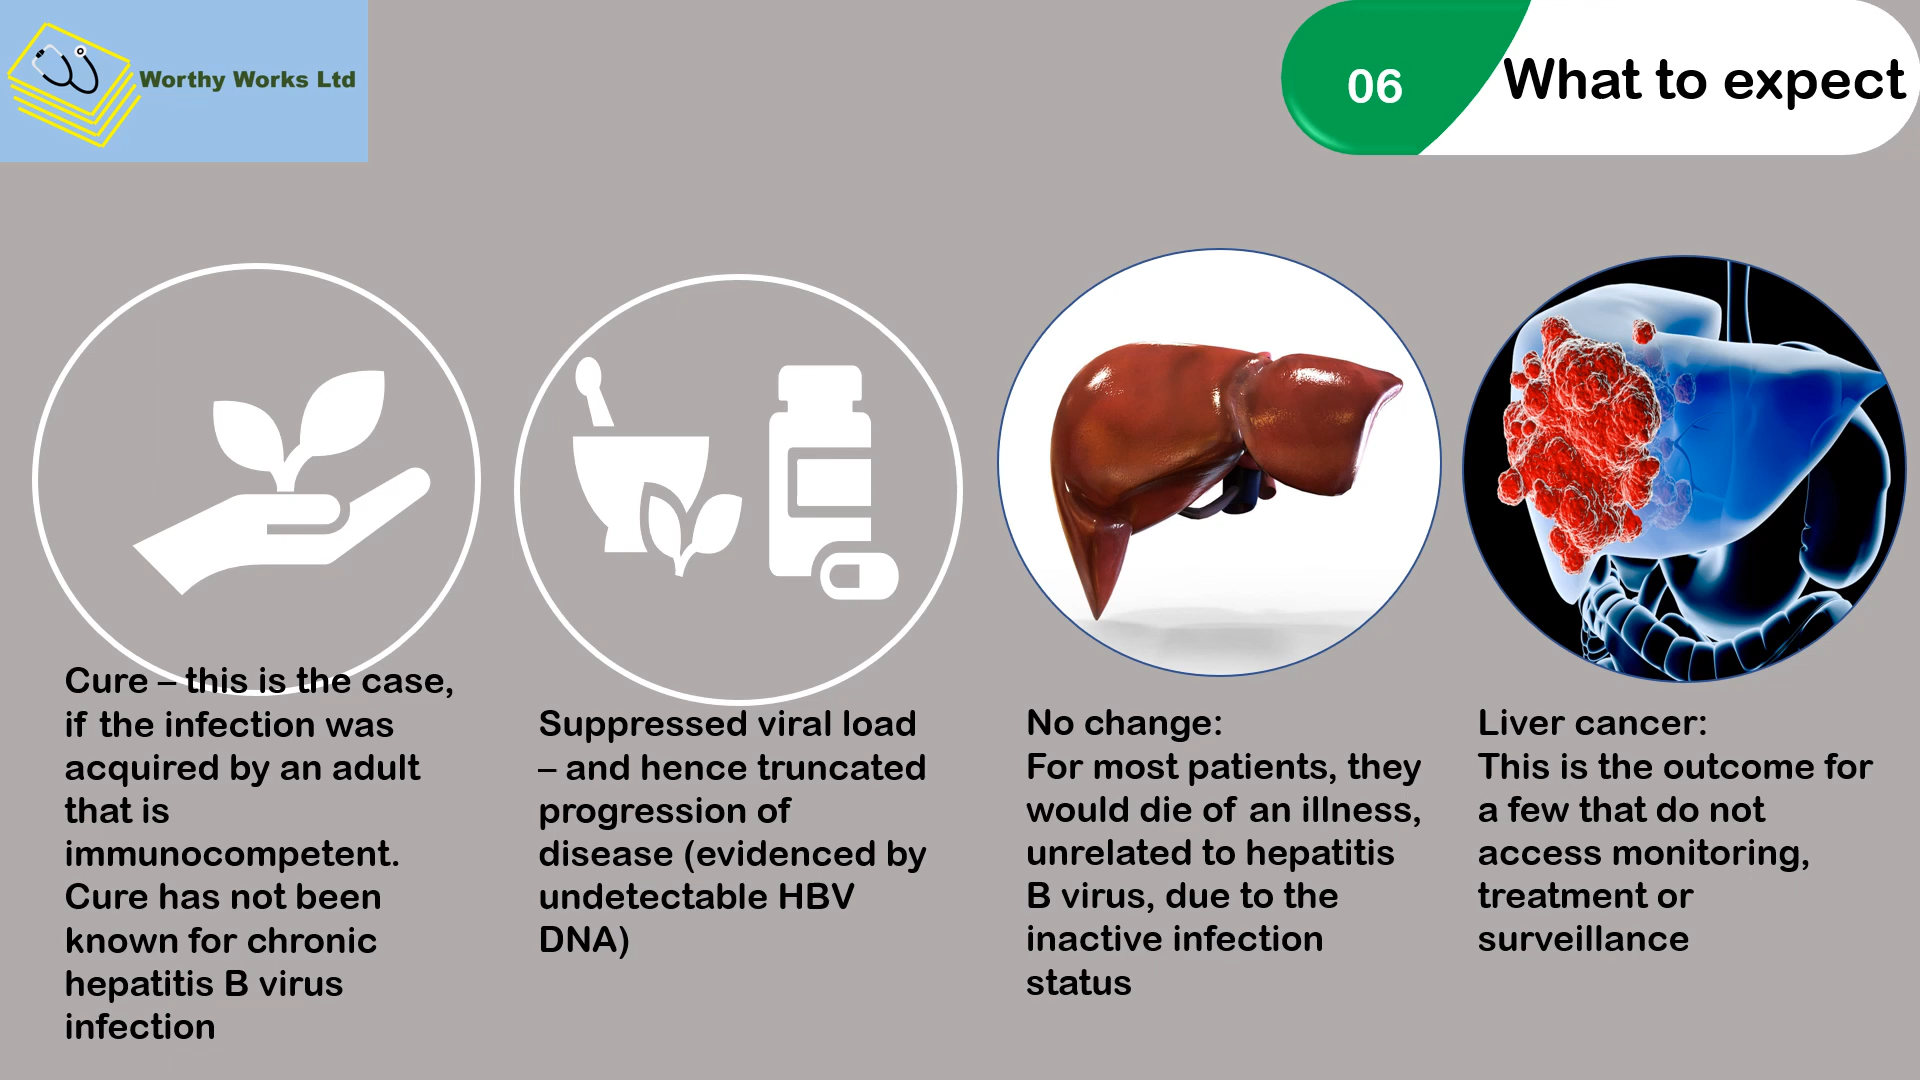 Worthy Works Ltd
06
What to expect
Cure – this is the case,
if the infection was
acquired by an adult
that is
immunocompetent.
Cure has not been
known for chronic
hepatitis B virus
infection
Suppressed viral load
– and hence truncated
progression of
disease (evidenced by
undetectable HBV
DNA)
No change:
For most patients, they
would die of an illness,
unrelated to hepatitis
B virus, due to the
inactive infection
status
Liver cancer:
This is the outcome for
a few that do not
access monitoring,
treatment or
surveillance